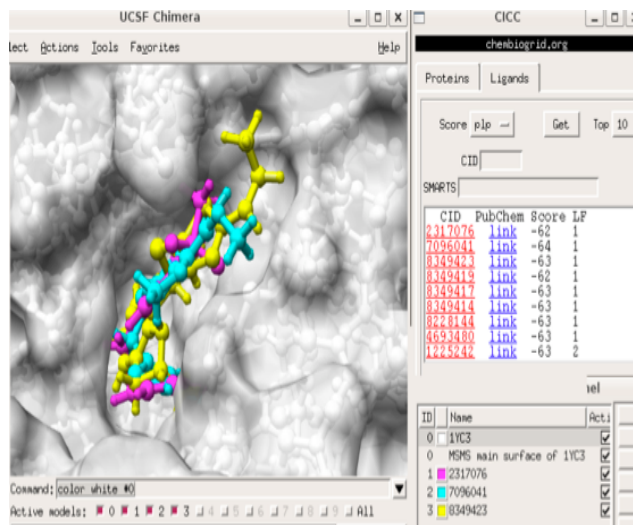 UCSF Chimera
lect Actions Tools Favorites Help
Command: color white #0
Active models: 0 1 2 3 4 5 6 7 8 9 All
CICC
chembiogrid.org
Proteins Ligands
Score plp Get Top 10
CID
SMARTS
CID PubChem Score LF
2317076 link -62 1
7096041 link -64 1
8349423 link -63 1
8349419 link -62 1
8349417 link -63 1
8349414 link -63 1
8228144 link -63 1
4693480 link -63 1
1225242 link -63 2
el
ID Name Acti
0 1YC3
0 MSMS main surface of 1YC3
1 2317076
2 7096041
3 8349423